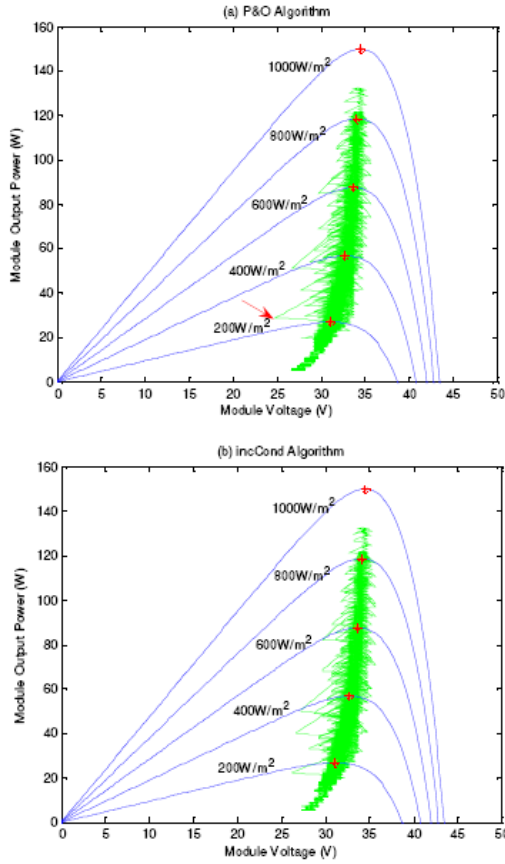 (a) P&O Algorithm
Module Output Power (W)
160
140
120
100
80
60
40
20
0
1000W/m²
800W/m²
600W/m²
400W/m²
200W/m²
0 5 10 15 20 25 30 35 40 45 50
Module Voltage (V)
(b) incCond Algorithm
Module Output Power (W)
160
140
120
100
80
60
40
20
0
1000W/m²
800W/m²
600W/m²
400W/m²
200W/m²
0 5 10 15 20 25 30 35 40 45 50
Module Voltage (V)